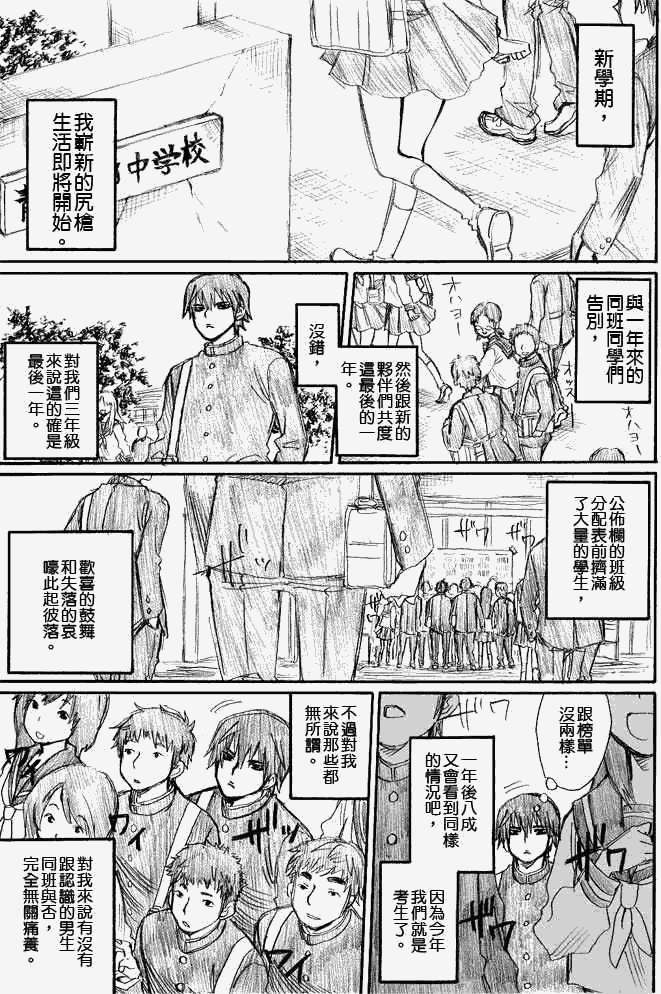 新學期，
我嶄新的尻槍
生活即將開始。
中学校
與一年來的
同班同學們
告別，
オハヨー
オッス
オハヨー
然後跟新的
夥伴們共度
這最後的一
年。
沒錯，
對我們三年級
來說這的確是
最後一年。
公佈欄的班級
分配表前擠滿
了大量的學生，
ザワ
ザワ
歡喜的鼓舞
和失落的哀
嚎此起彼落。
跟榜單
沒兩樣…
一年後八成
又會看到同樣
的情況吧，
因為今年
我們就是
考生了。
不過對我
來說那些都
無所謂。
對我來說有沒有
跟認識的男生
同班與否，
完全無關痛養。